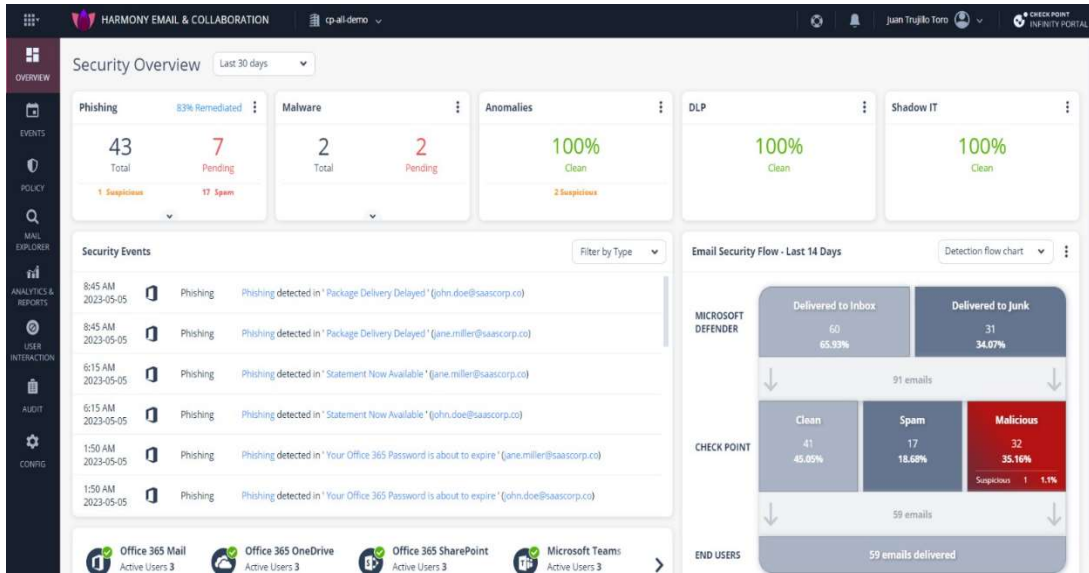 HARMONY EMAIL & COLLABORATION
cp-all-demo
Juan Trujillo Toro
CHECK POINT
INFINITY PORTAL
OVERVIEW
EVENTS
POLICY
MAIL
EXPLORER
ANALYTICS &
REPORTS
USER
INTERACTION
AUDIT
CONFIG
Security Overview
Last 30 days
Phishing
83% Remediated
43
Total
7
Pending
1 Suspicious
17 Spam
Malware
2
Total
2
Pending
Anomalies
100%
Clean
2 Suspicious
DLP
100%
Clean
Shadow IT
100%
Clean
Security Events
Filter by Type
8:45 AM
2023-05-05
Phishing
Phishing detected in ' Package Delivery Delayed ' (john.doe@saascorp.co)
8:45 AM
2023-05-05
Phishing
Phishing detected in ' Package Delivery Delayed ' (jane.miller@saascorp.co)
6:15 AM
2023-05-05
Phishing
Phishing detected in ' Statement Now Available ' (jane.miller@saascorp.co)
6:15 AM
2023-05-05
Phishing
Phishing detected in ' Statement Now Available ' (john.doe@saascorp.co)
1:50 AM
2023-05-05
Phishing
Phishing detected in ' Your Office 365 Password is about to expire ' (jane.miller@saascorp.co)
1:50 AM
2023-05-05
Phishing
Phishing detected in ' Your Office 365 Password is about to expire ' (john.doe@saascorp.co)
Office 365 Mail
Active Users 3
Office 365 OneDrive
Active Users 3
Office 365 SharePoint
Active Users 3
Microsoft Teams
Active Users 3
Email Security Flow - Last 14 Days
Detection flow chart
MICROSOFT
DEFENDER
Delivered to Inbox
60
65.93%
Delivered to Junk
31
34.07%
91 emails
CHECK POINT
Clean
41
45.05%
Spam
17
18.68%
Malicious
32
35.16%
Suspicious 1 1.1%
59 emails
END USERS
59 emails delivered